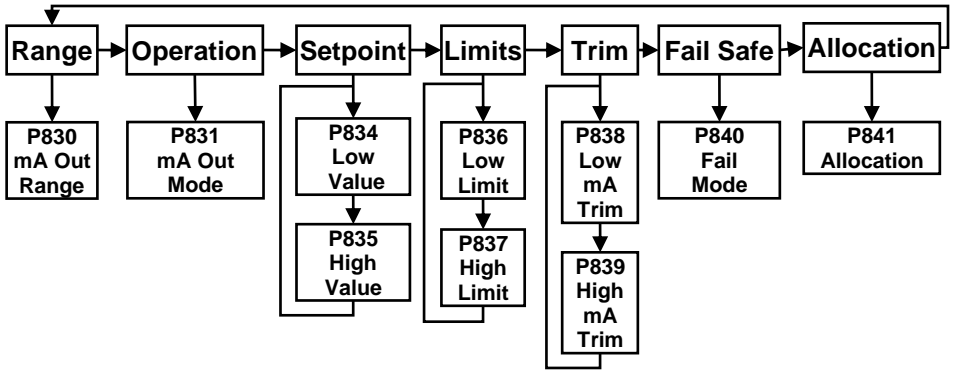 Range
Operation
Setpoint
Limits
Trim
Fail Safe
Allocation
P830
mA Out
Range
P831
mA Out
Mode
P834
Low
Value
P835
High
Value
P836
Low
Limit
P837
High
Limit
P838
Low
mA
Trim
P839
High
mA
Trim
P840
Fail
Mode
P841
Allocation